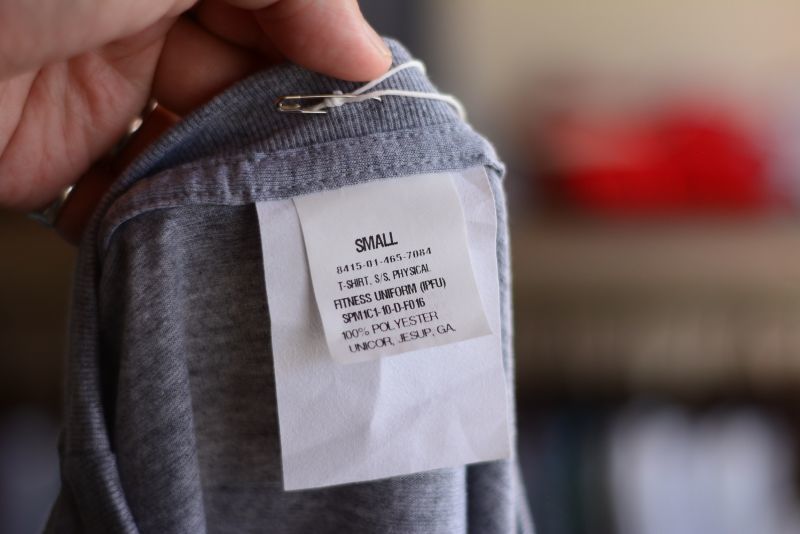 SMALL
8415-01-465-7084
T-SHIRT, S/S, PHYSICAL
FITNESS UNIFORM (IPFU)
SPM1C1-10-D-F016
100% POLYESTER
UNICOR, JESUP, GA.